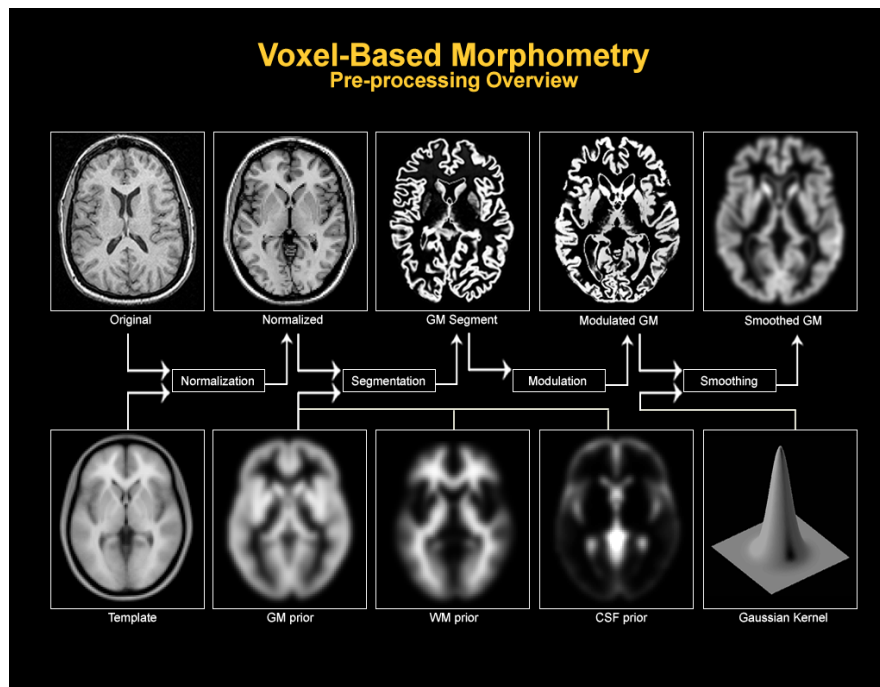 Voxel-Based Morphometry
Pre-processing Overview
Original
Normalized
GM Segment
Modulated GM
Smoothed GM
Normalization
Segmentation
Modulation
Smoothing
Template
GM prior
WM prior
CSF prior
Gaussian Kernel